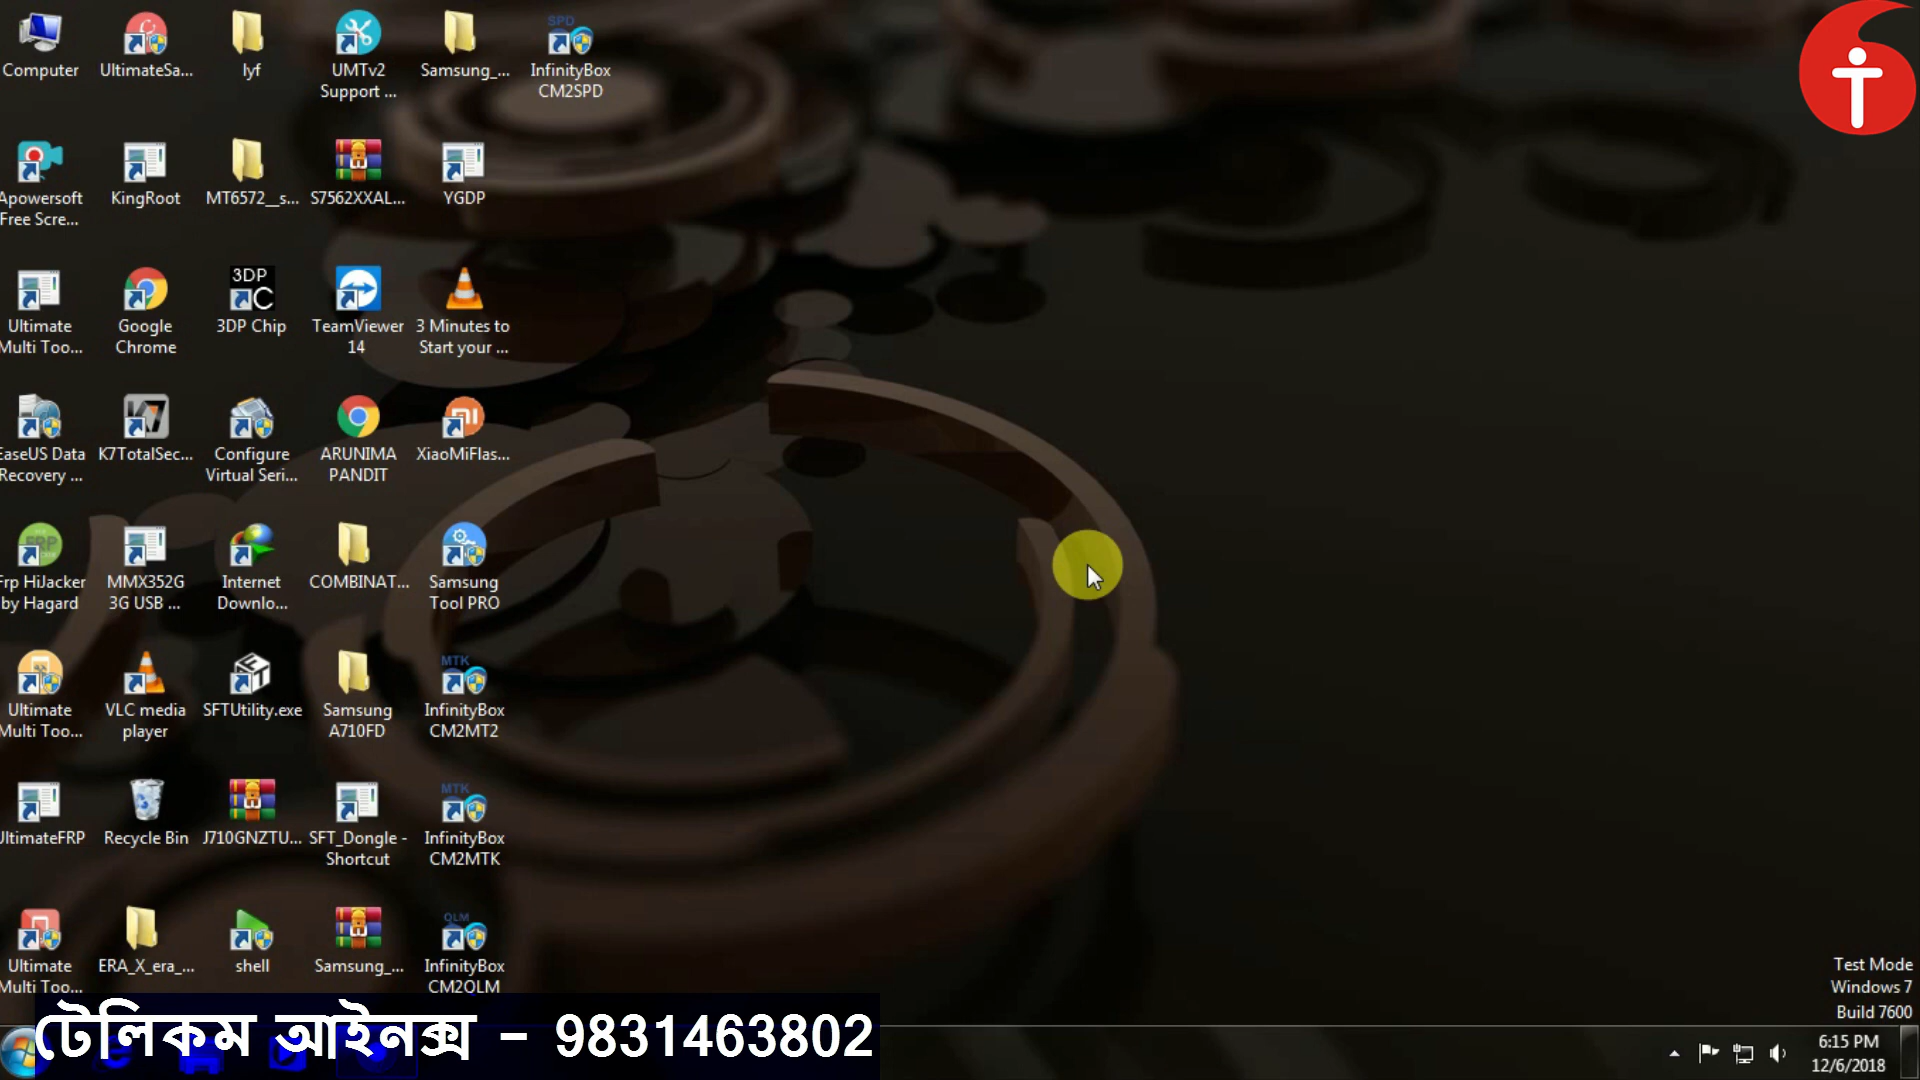 Computer
UltimateSa...
lyf
UMTv2
Support ...
Samsung_...
SPD
InfinityBox
CM2SPD
Apowersoft
Free Scre...
KingRoot
MT6572__s...
S7562XXAL...
YGDP
Ultimate
Multi Too...
Google
Chrome
3DP
C
3DP Chip
TeamViewer
14
3 Minutes to
Start your ...
EaseUS Data
Recovery ...
K7TotalSec...
Configure
Virtual Seri...
ARUNIMA
PANDIT
XiaoMiFlas...
Frp HiJacker
by Hagard
MMX352G
3G USB ...
Internet
Downlo...
COMBINAT...
Samsung
Tool PRO
Ultimate
Multi Too...
VLC media
player
SFTUtility.exe
Samsung
A710FD
MTK
InfinityBox
CM2MT2
UltimateFRP
Recycle Bin
J710GNZTU...
SFT_Dongle -
Shortcut
MTK
InfinityBox
CM2MTK
Ultimate
Multi Too...
ERA_X_era_...
shell
Samsung_...
QLM
InfinityBox
CM2QLM
Test Mode
Windows 7
Build 7600
টেলিকম আইনক্স - 9831463802
6:15 PM
12/6/2018